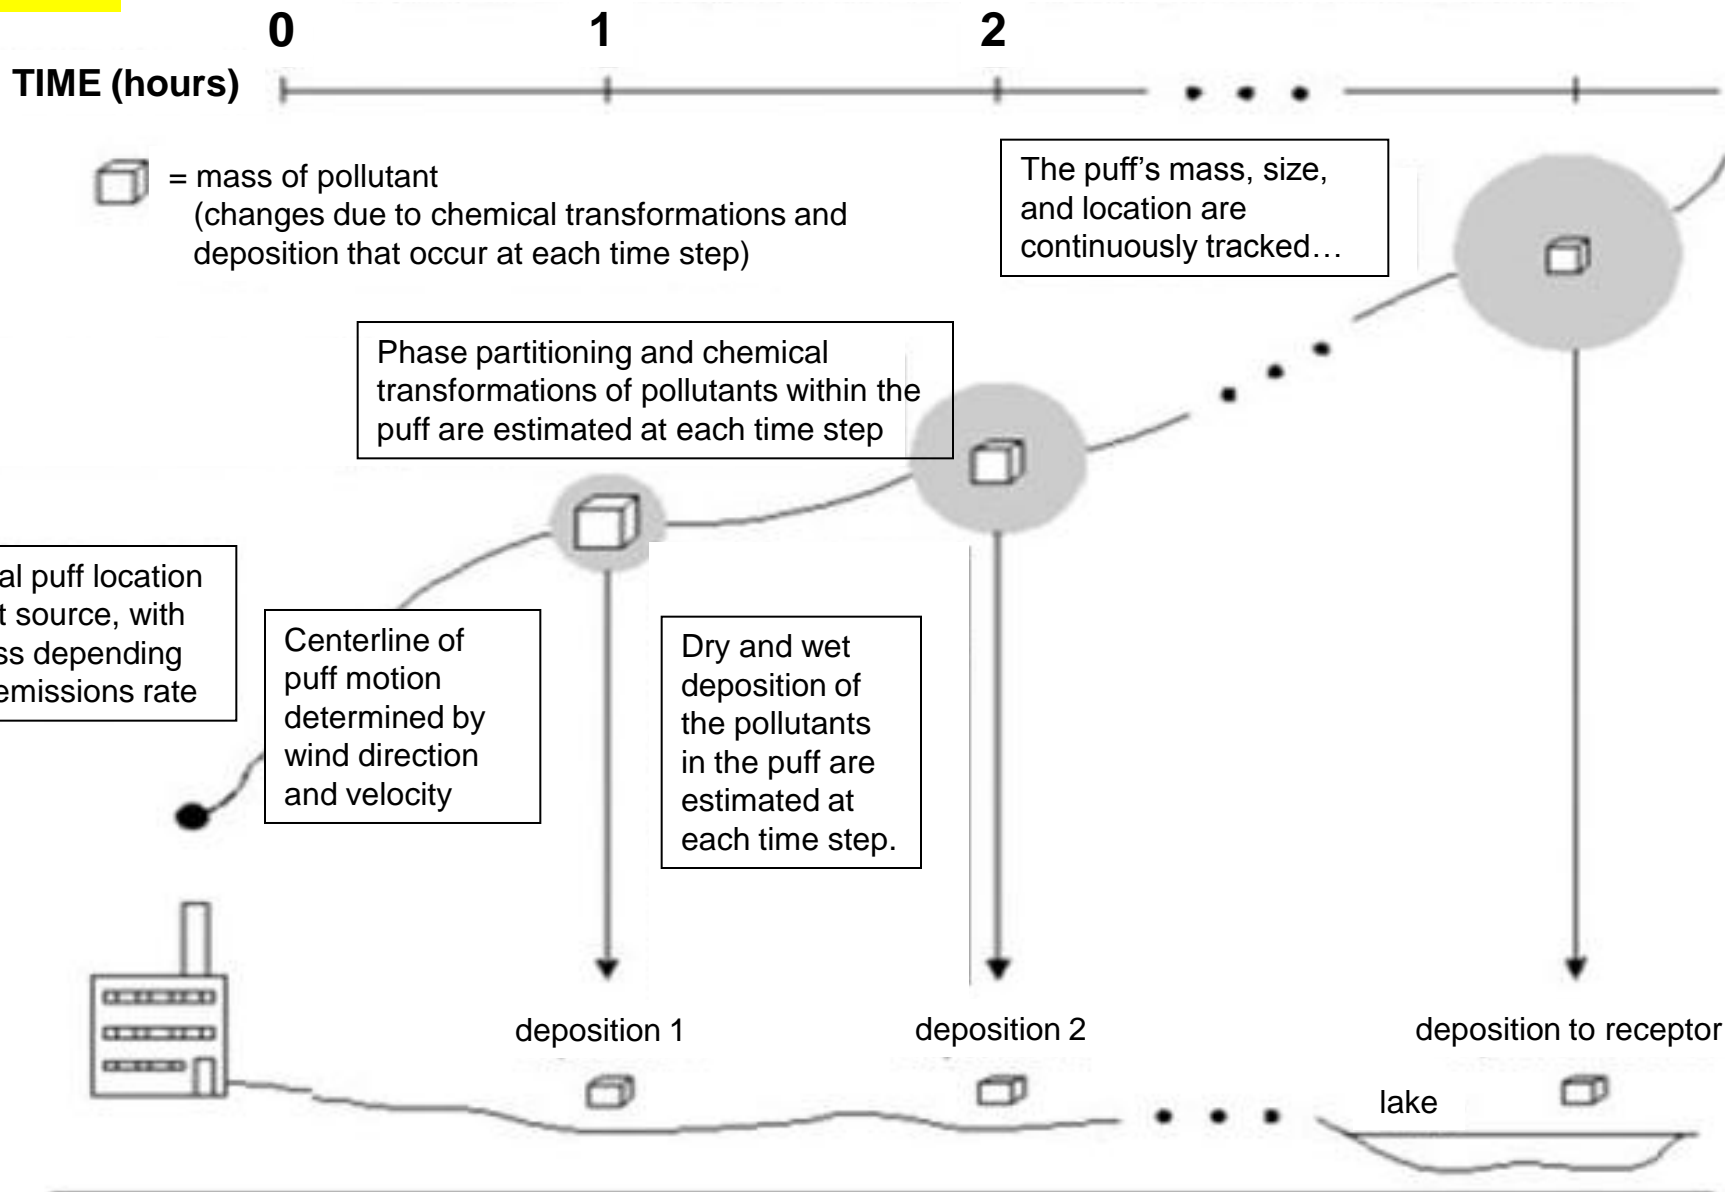 0 1 2
TIME (hours)
= mass of pollutant
(changes due to chemical transformations and
deposition that occur at each time step)
The puff’s mass, size,
and location are
continuously tracked…
Phase partitioning and chemical
transformations of pollutants within the
puff are estimated at each time step
puff location
source, with
depending
emissions rate
Centerline of
puff motion
determined by
wind direction
and velocity
Dry and wet
deposition of
the pollutants
in the puff are
estimated at
each time step.
deposition 1
deposition 2
deposition to receptor
lake